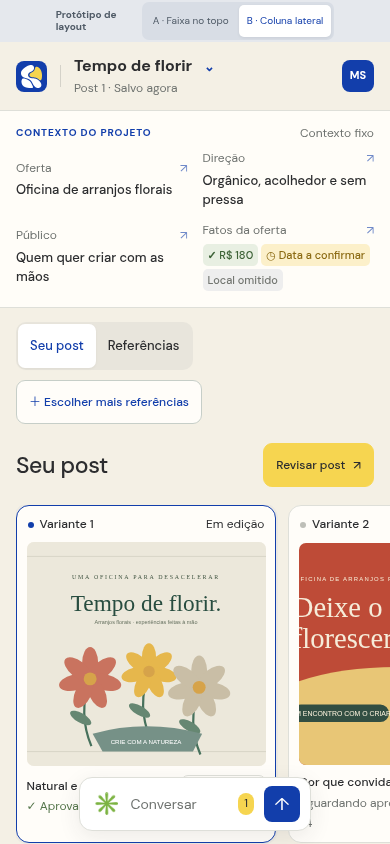 Protótipo de
layout
A · Faixa no topo
B · Coluna lateral
Tempo de florir
Post 1 · Salvo agora
MS
CONTEXTO DO PROJETO
Contexto fixo
Oferta
Oficina de arranjos florais
Direção
Orgânico, acolhedor e sem
pressa
Público
Quem quer criar com as
mãos
Fatos da oferta
✓ R$ 180
Data a confirmar
Local omitido
Seu post
Referências
+ Escolher mais referências
Seu post
Revisar post ↗
Variante 1
Em edição
UMA OFICINA PARA DESACELERAR
Tempo de florir.
Arranjos florais · experiências feitas à mão
CRIE COM A NATUREZA
Natural e
✓ Aprova
Variante 2
FICINA DE ARRANJOS
Deixe o
florescer
ENCONTRO COM O CRIAR
or que convida
guardando apro
Conversar
1